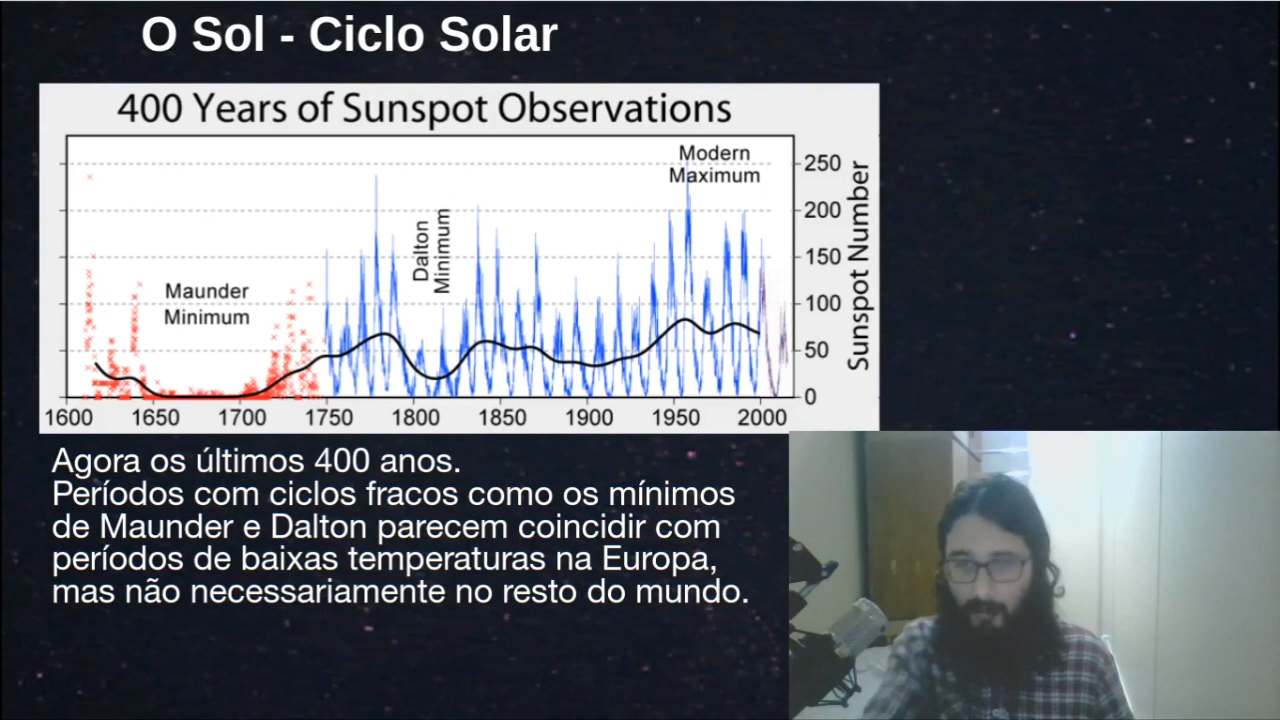 O Sol - Ciclo Solar
400 Years of Sunspot Observations
Modern
Maximum
Dalton
Minimum
Maunder
Minimum
250
200
150
100
50
0
Sunspot Number
1600 1650 1700 1750 1800 1850 1900 1950 2000
Agora os últimos 400 anos.
Períodos com ciclos fracos como os mínimos
de Maunder e Dalton parecem coincidir com
períodos de baixas temperaturas na Europa,
mas não necessariamente no resto do mundo.